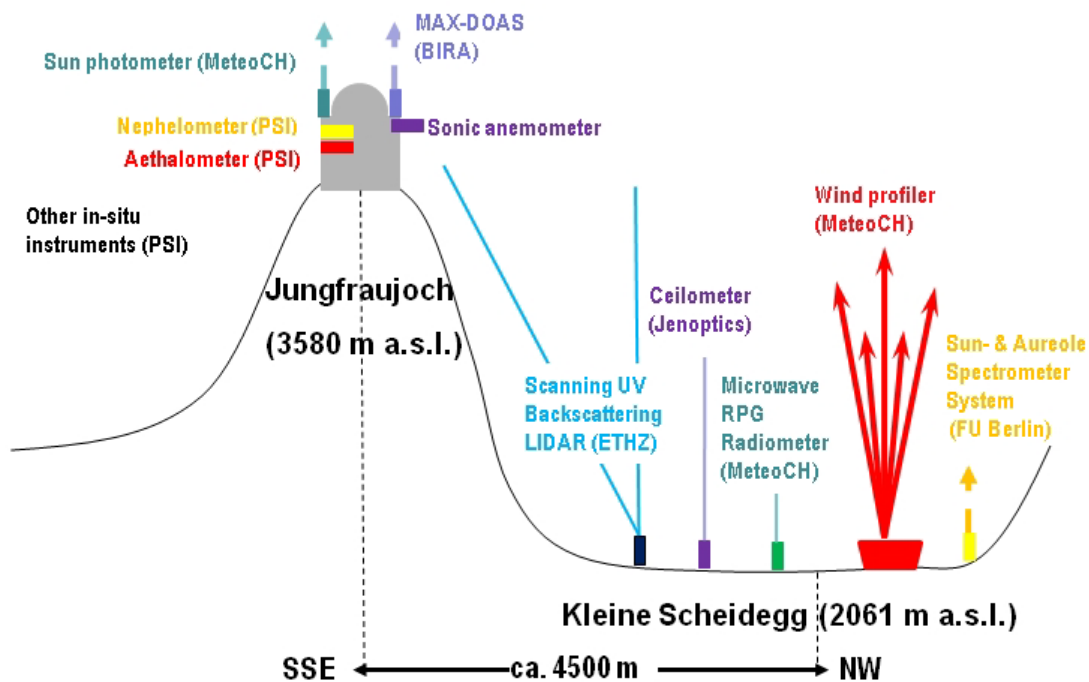 MAX-DOAS
(BIRA)
Sun photometer (MeteoCH)
Nephelometer (PSI)
Sonic anemometer
Aethalometer (PSI)
Other in-situ
instruments (PSI)
Wind profiler
(MeteoCH)
Jungfraujoch
(3580 m a.s.l.)
Ceilometer
(Jenoptics)
Scanning UV
Backscattering
LIDAR (ETHZ)
Microwave
RPG
Radiometer
(MeteoCH)
Sun- & Aureole
Spectrometer
System
(FU Berlin)
Kleine Scheidegg (2061 m a.s.l.)
SSE
ca. 4500 m
NW